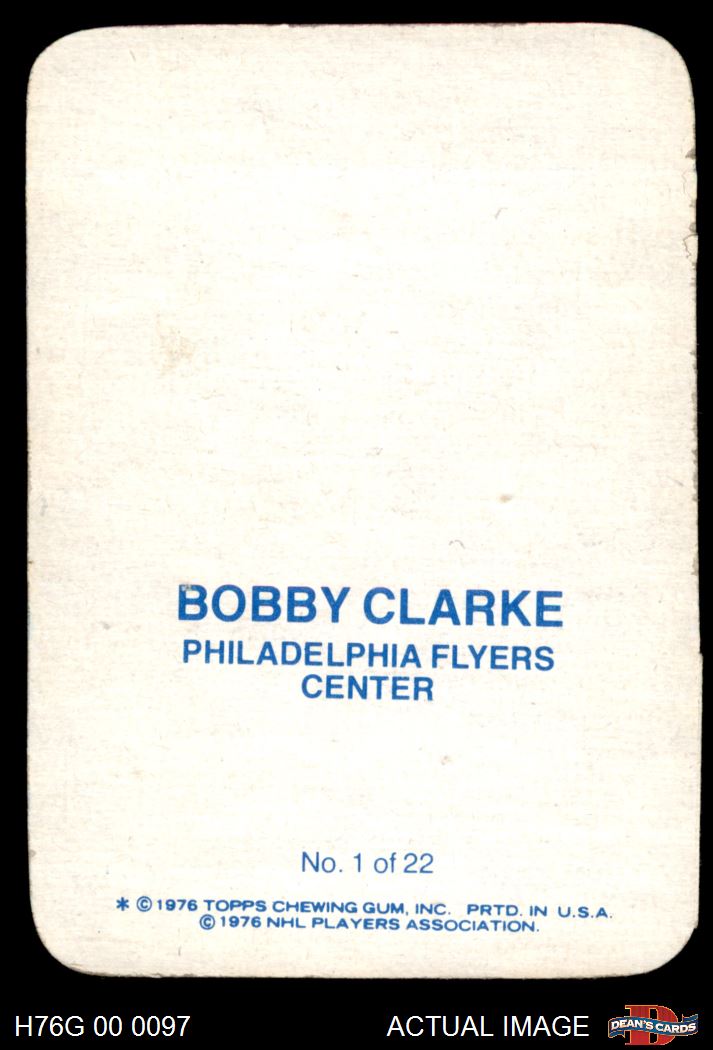 BOBBY CLARKE
PHILADELPHIA FLYERS
CENTER
No. 1 of 22
* ©1976 TOPPS CHEWING GUM, INC. PRTD. IN U.S.A.
©1976 NHL PLAYERS ASSOCIATION.
H76G 00 0097 ACTUAL IMAGE
D
DEAN'S CARDS